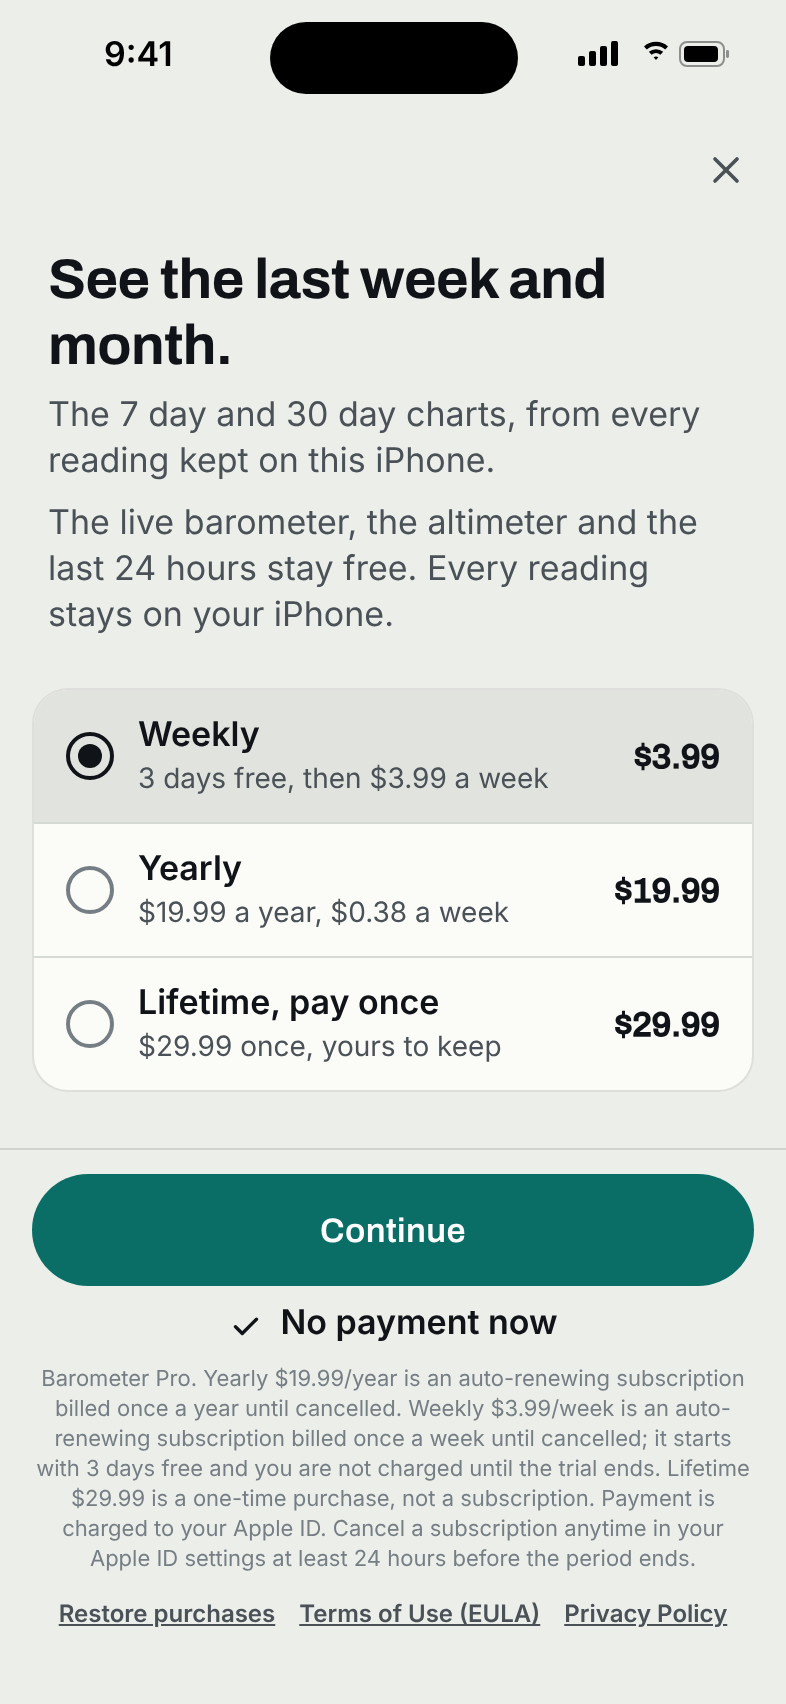 9:41
See the last week and
month.
The 7 day and 30 day charts, from every
reading kept on this iPhone.
The live barometer, the altimeter and the
last 24 hours stay free. Every reading
stays on your iPhone.
Weekly
3 days free, then $3.99 a week
$3.99
Yearly
$19.99 a year, $0.38 a week
$19.99
Lifetime, pay once
$29.99 once, yours to keep
$29.99
Continue
No payment now
Barometer Pro. Yearly $19.99/year is an auto-renewing subscription
billed once a year until cancelled. Weekly $3.99/week is an auto-
renewing subscription billed once a week until cancelled; it starts
with 3 days free and you are not charged until the trial ends. Lifetime
$29.99 is a one-time purchase, not a subscription. Payment is
charged to your Apple ID. Cancel a subscription anytime in your
Apple ID settings at least 24 hours before the period ends.
Restore purchases Terms of Use (EULA) Privacy Policy